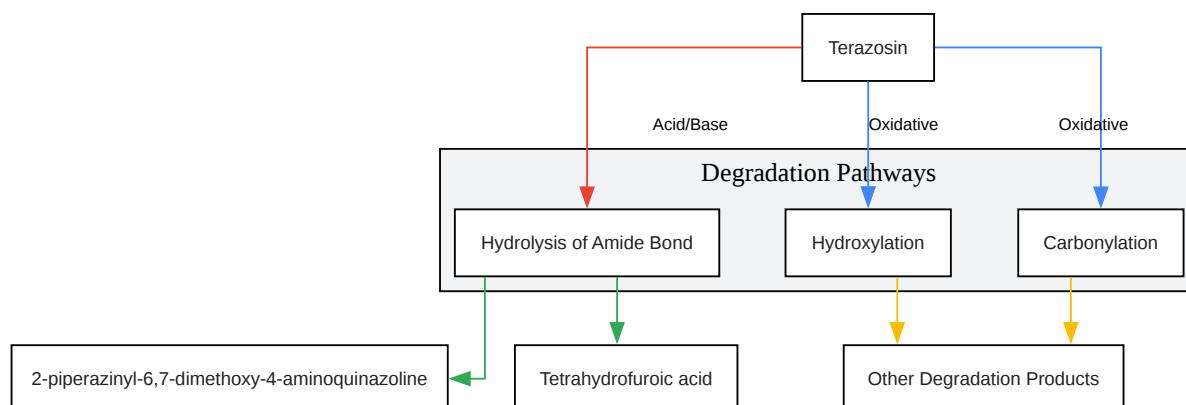 Terazosin
Acid/Base
Oxidative
Oxidative
Degradation Pathways
Hydrolysis of Amide Bond
Hydroxylation
Carbonylation
2-piperazinyl-6,7-dimethoxy-4-aminoquinazoline
Tetrahydrofuroic acid
Other Degradation Products